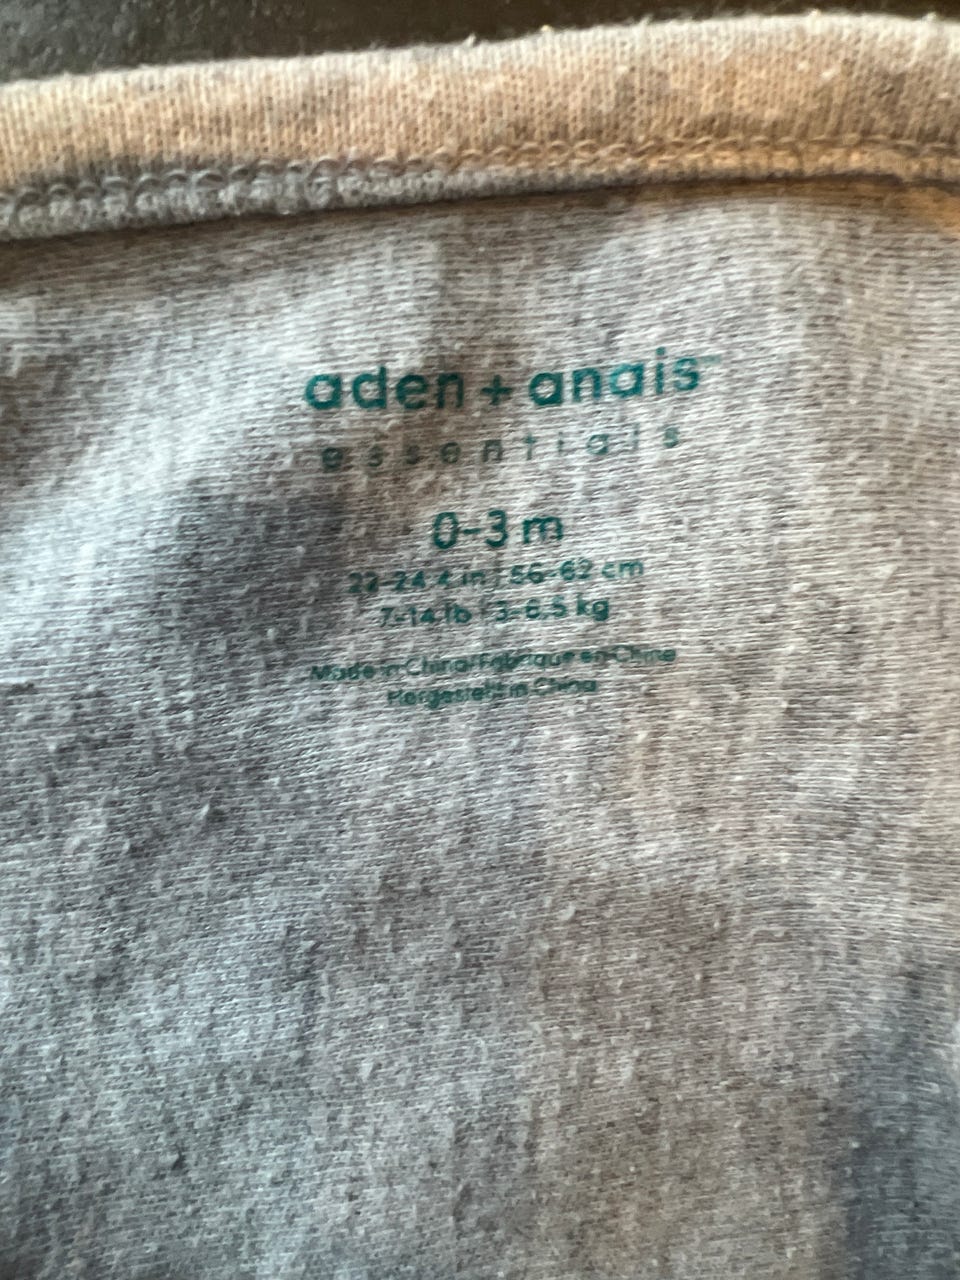 aden + anais™
essentials
0-3 m
22-24.4 in | 56-62 cm
7-14 lb | 3-6.5 kg
Made in China/Fabriqué en Chine
Hergestellt in China